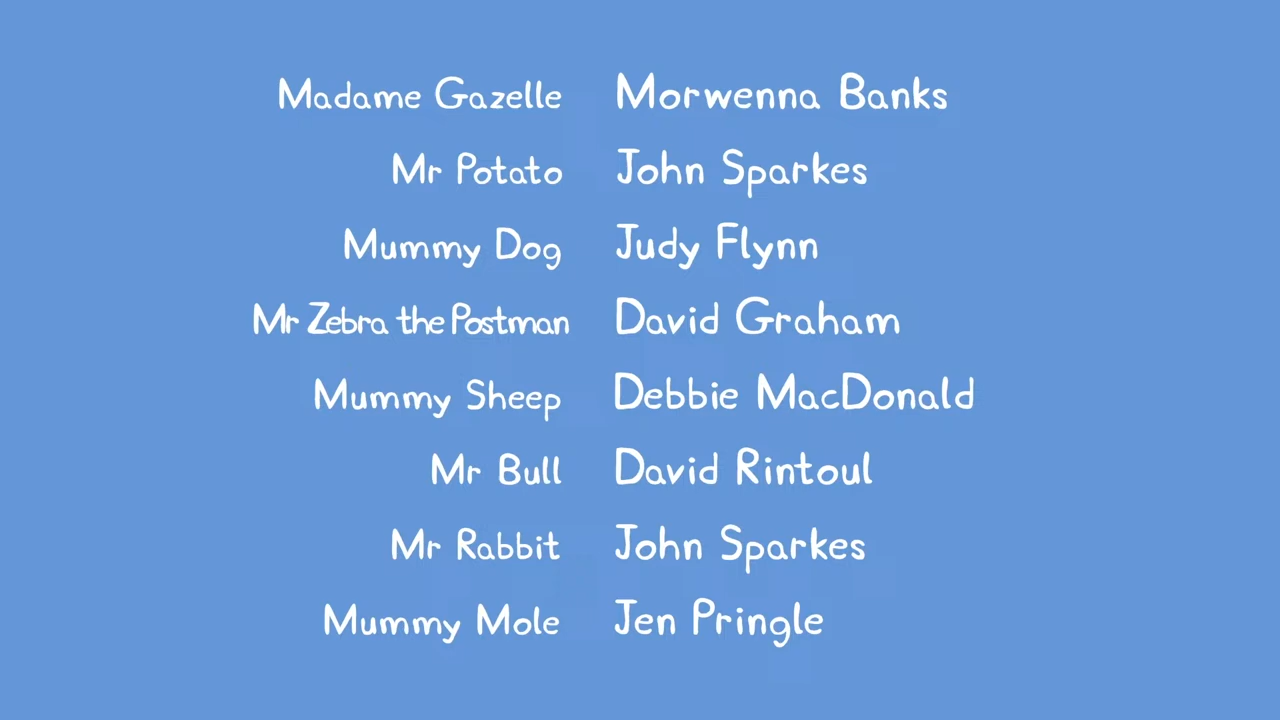 Madame Gazelle Morwenna Banks
Mr Potato John Sparkes
Mummy Dog Judy Flynn
Mr Zebra the Postman David Graham
Mummy Sheep Debbie MacDonald
Mr Bull David Rintoul
Mr Rabbit John Sparkes
Mummy Mole Jen Pringle